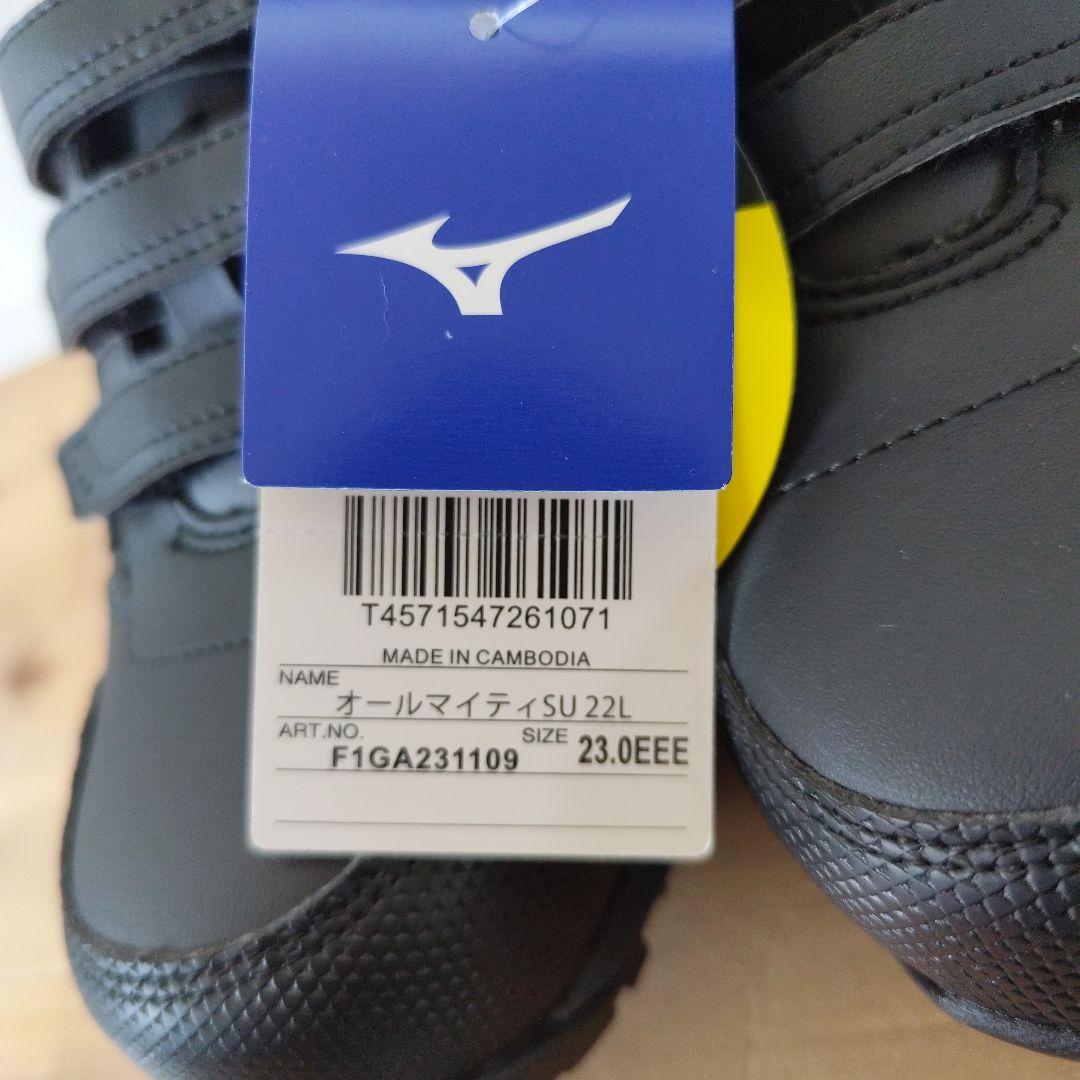 T4571547261071
MADE IN CAMBODIA
NAME
オールマイティSU 22L
ART.NO.
F1GA231109
SIZE
23.0EEE